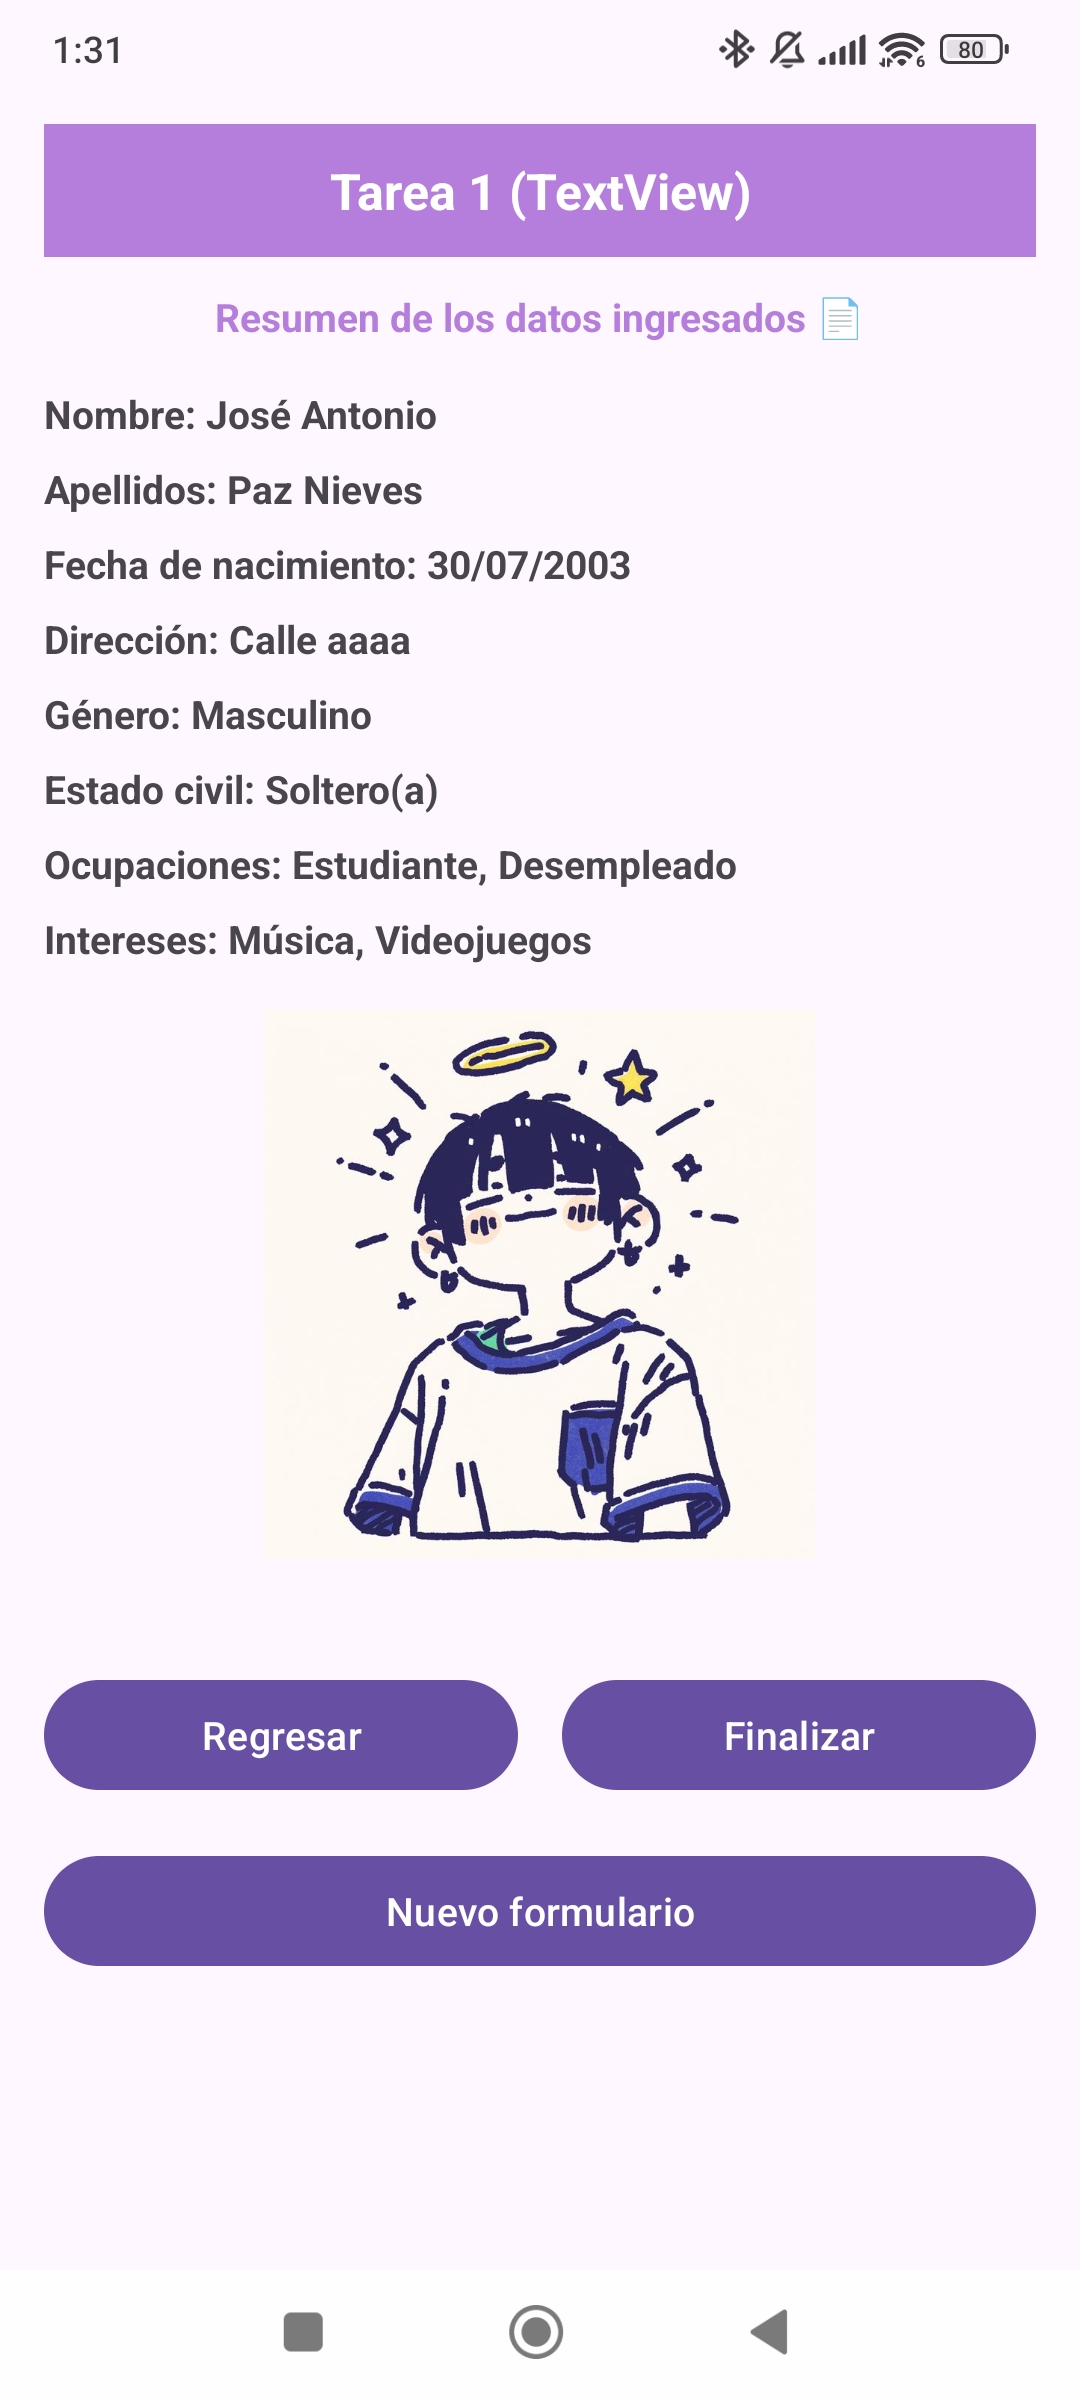 1:31
6
80
Tarea 1 (TextView)
Resumen de los datos ingresados 📄
Nombre: José Antonio
Apellidos: Paz Nieves
Fecha de nacimiento: 30/07/2003
Dirección: Calle aaaa
Género: Masculino
Estado civil: Soltero(a)
Ocupaciones: Estudiante, Desempleado
Intereses: Música, Videojuegos
Regresar
Finalizar
Nuevo formulario